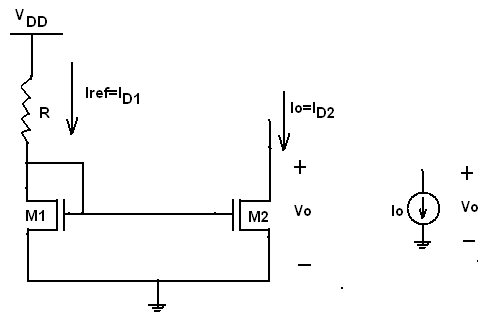 VDD
R
Iref=ID1
Io=ID2
M1
M2
+
Vo
−
Io
+
Vo
−